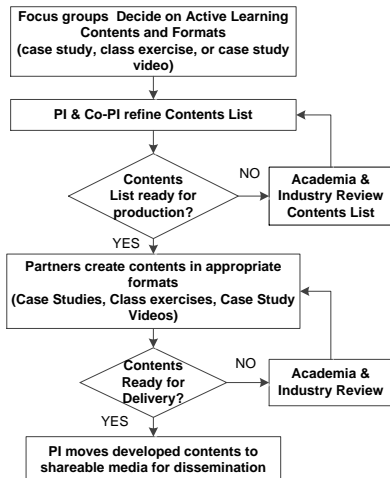 Focus groups Decide on Active Learning
Contents and Formats
(case study, class exercise, or case study
video)
PI & Co-PI refine Contents List
Contents
List ready for
production?
NO
Academia &
Industry Review
Contents List
YES
Partners create contents in appropriate
formats
(Case Studies, Class exercises, Case Study
Videos)
Contents
Ready for
Delivery?
NO
Academia &
Industry Review
YES
PI moves developed contents to
shareable media for dissemination